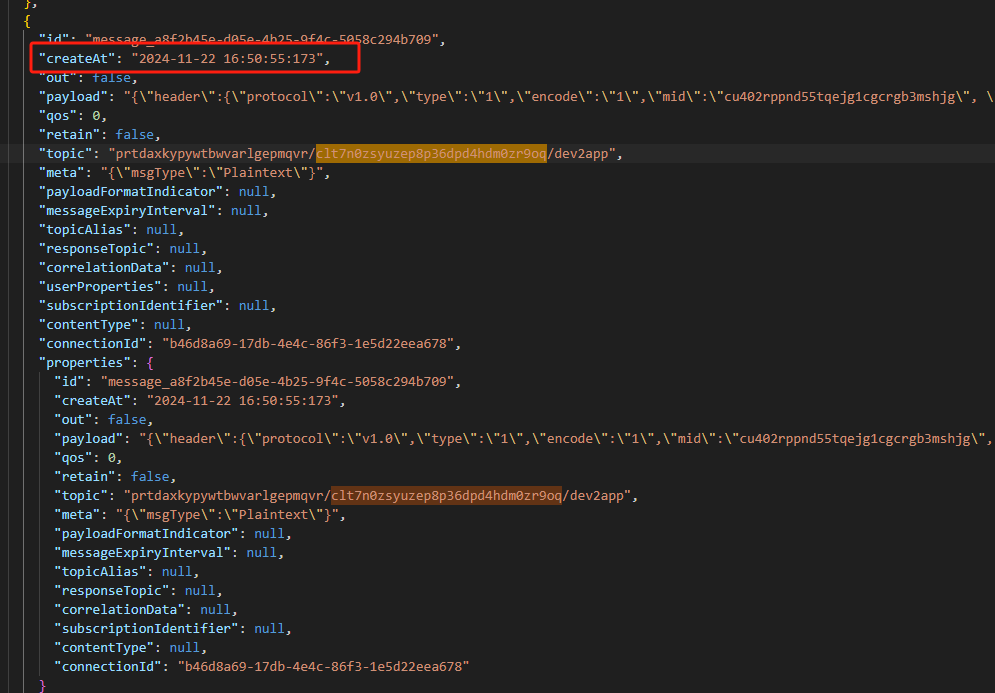 },
{
"id": "message_a8f2b45e-d05e-4b25-9f4c-5058c294b709",
"createAt": "2024-11-22 16:50:55:173",
"out": false,
"payload": "{\"header\":{\"protocol\":\"v1.0\",\"type\":\"1\",\"encode\":\"1\",\"mid\":\"cu402rppnd55tqejg1cgcrgb3mshjg\", \
"qos": 0,
"retain": false,
"topic": "prtdaxkypywtbwvarlgepmqvr/clt7n0zsyuzep8p36dpd4hdm0zr9oq/dev2app",
"meta": "{\"msgType\":\"Plaintext\"}",
"payloadFormatIndicator": null,
"messageExpiryInterval": null,
"topicAlias": null,
"responseTopic": null,
"correlationData": null,
"userProperties": null,
"subscriptionIdentifier": null,
"contentType": null,
"connectionId": "b46d8a69-17db-4e4c-86f3-1e5d22eea678",
"properties": {
"id": "message_a8f2b45e-d05e-4b25-9f4c-5058c294b709",
"createAt": "2024-11-22 16:50:55:173",
"out": false,
"payload": "{\"header\":{\"protocol\":\"v1.0\",\"type\":\"1\",\"encode\":\"1\",\"mid\":\"cu402rppnd55tqejg1cgcrgb3mshjg\",
"qos": 0,
"retain": false,
"topic": "prtdaxkypywtbwvarlgepmqvr/clt7n0zsyuzep8p36dpd4hdm0zr9oq/dev2app",
"meta": "{\"msgType\":\"Plaintext\"}",
"payloadFormatIndicator": null,
"messageExpiryInterval": null,
"topicAlias": null,
"responseTopic": null,
"correlationData": null,
"subscriptionIdentifier": null,
"contentType": null,
"connectionId": "b46d8a69-17db-4e4c-86f3-1e5d22eea678"
}